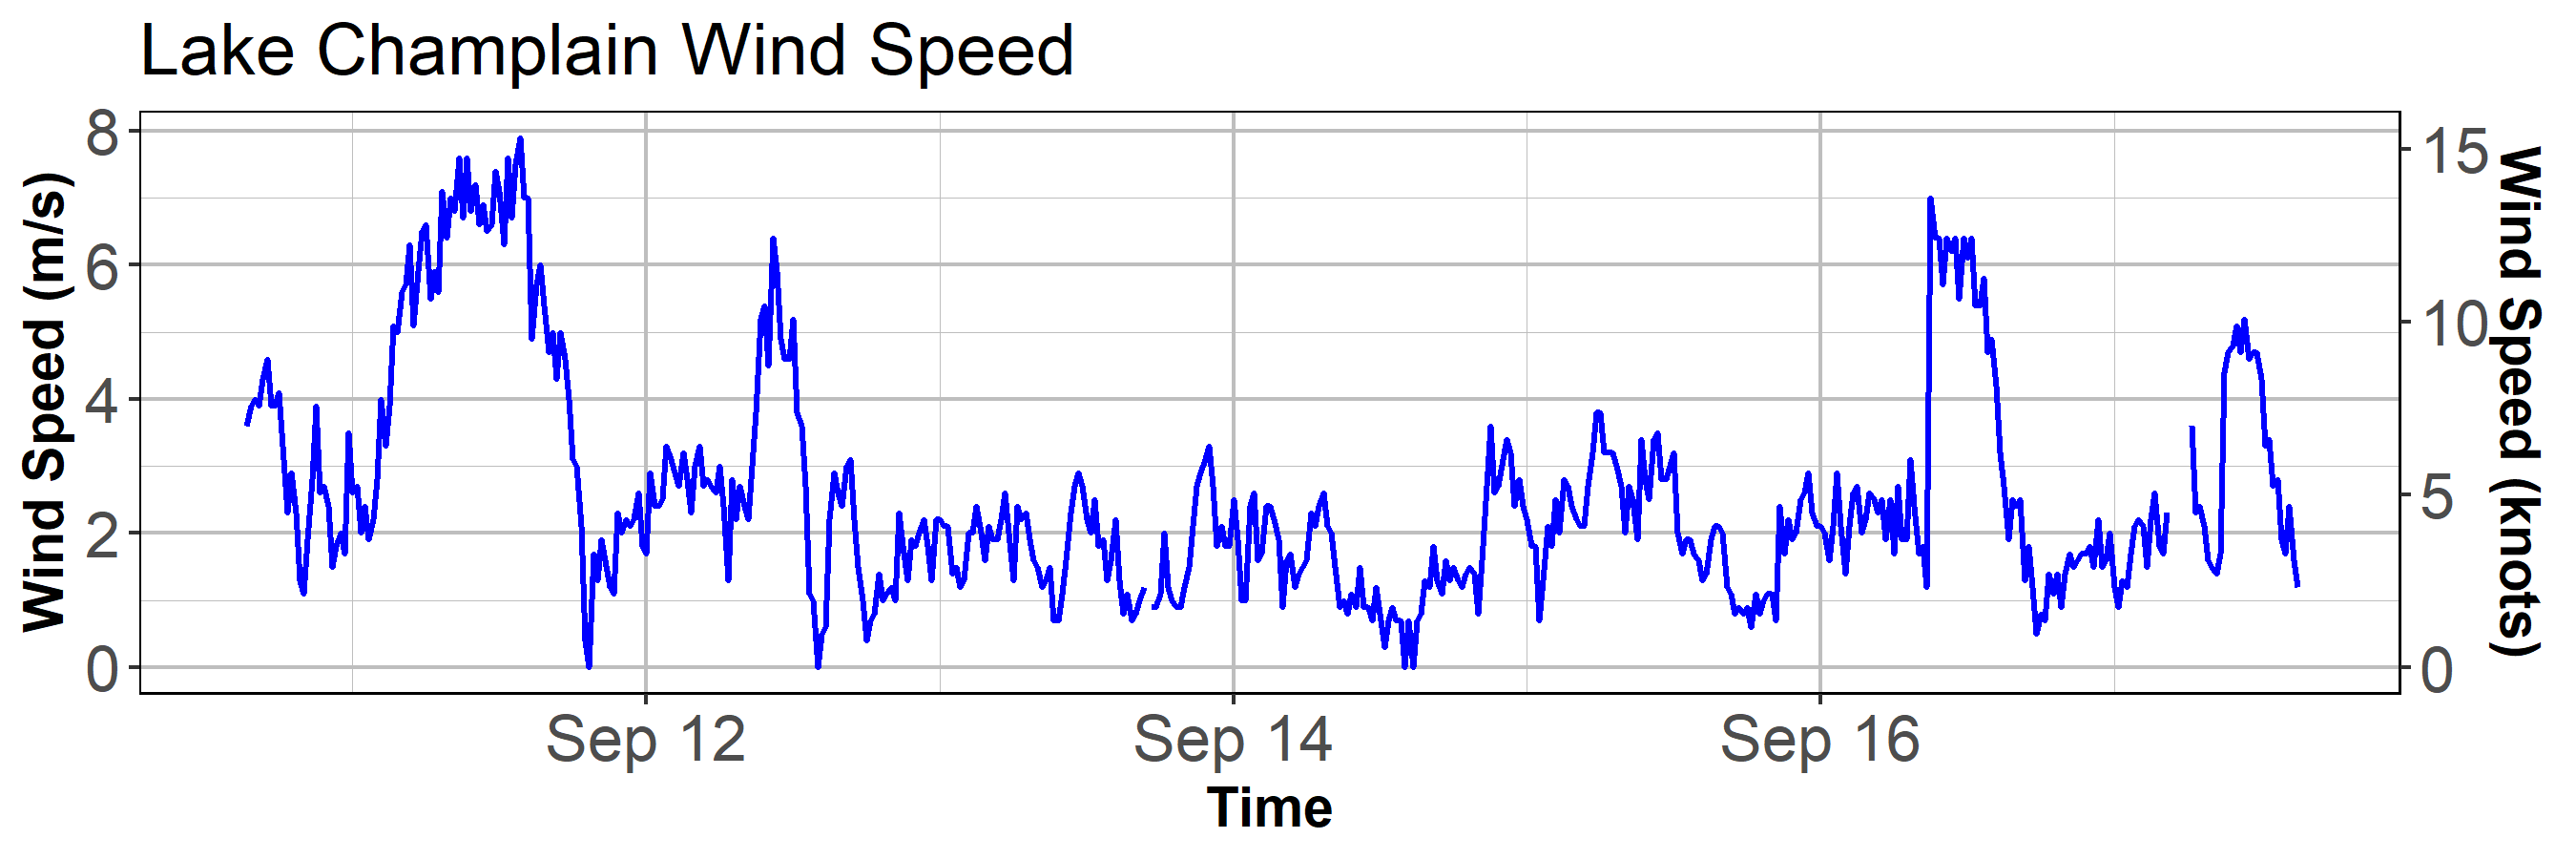 Lake Champlain Wind Speed
Wind Speed (m/s)
8
6
4
2
0
15
10
5
0
Wind Speed (knots)
Sep 12
Sep 14
Sep 16
Time